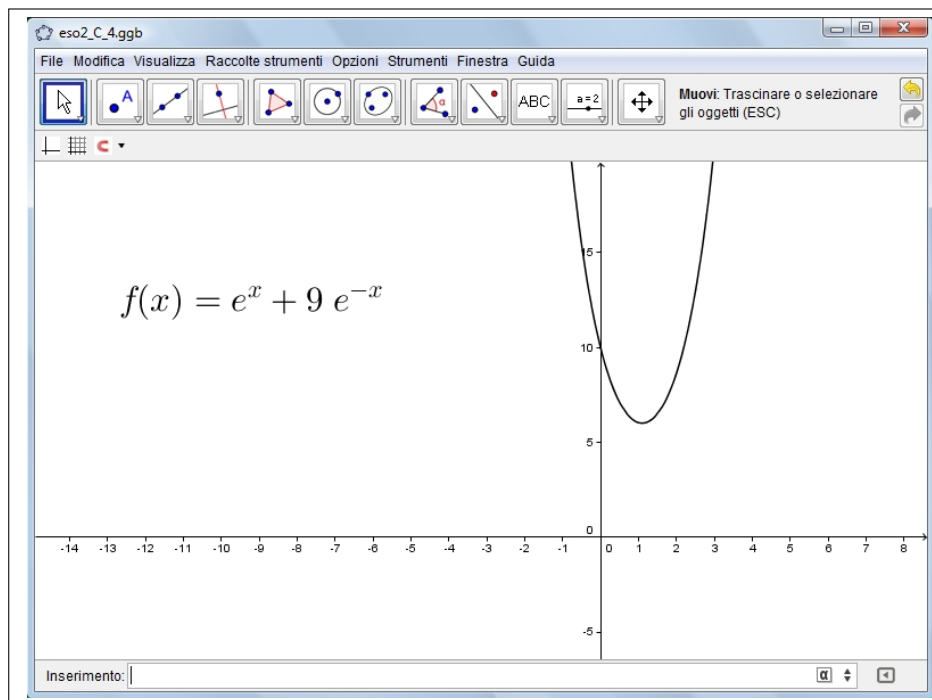 eso2_C_4.ggb
File Modifica Visualizza Raccolte strumenti Opzioni Strumenti Finestra Guida
A
α
ABC
a=2
Muovi: Trascinare o selezionare
gli oggetti (ESC)
f(x) = e^x + 9 e^{-x}
15
10
5
0
-14 -13 -12 -11 -10 -9 -8 -7 -6 -5 -4 -3 -2 -1 0 1 2 3 4 5 6 7 8
-5
Inserimento: α